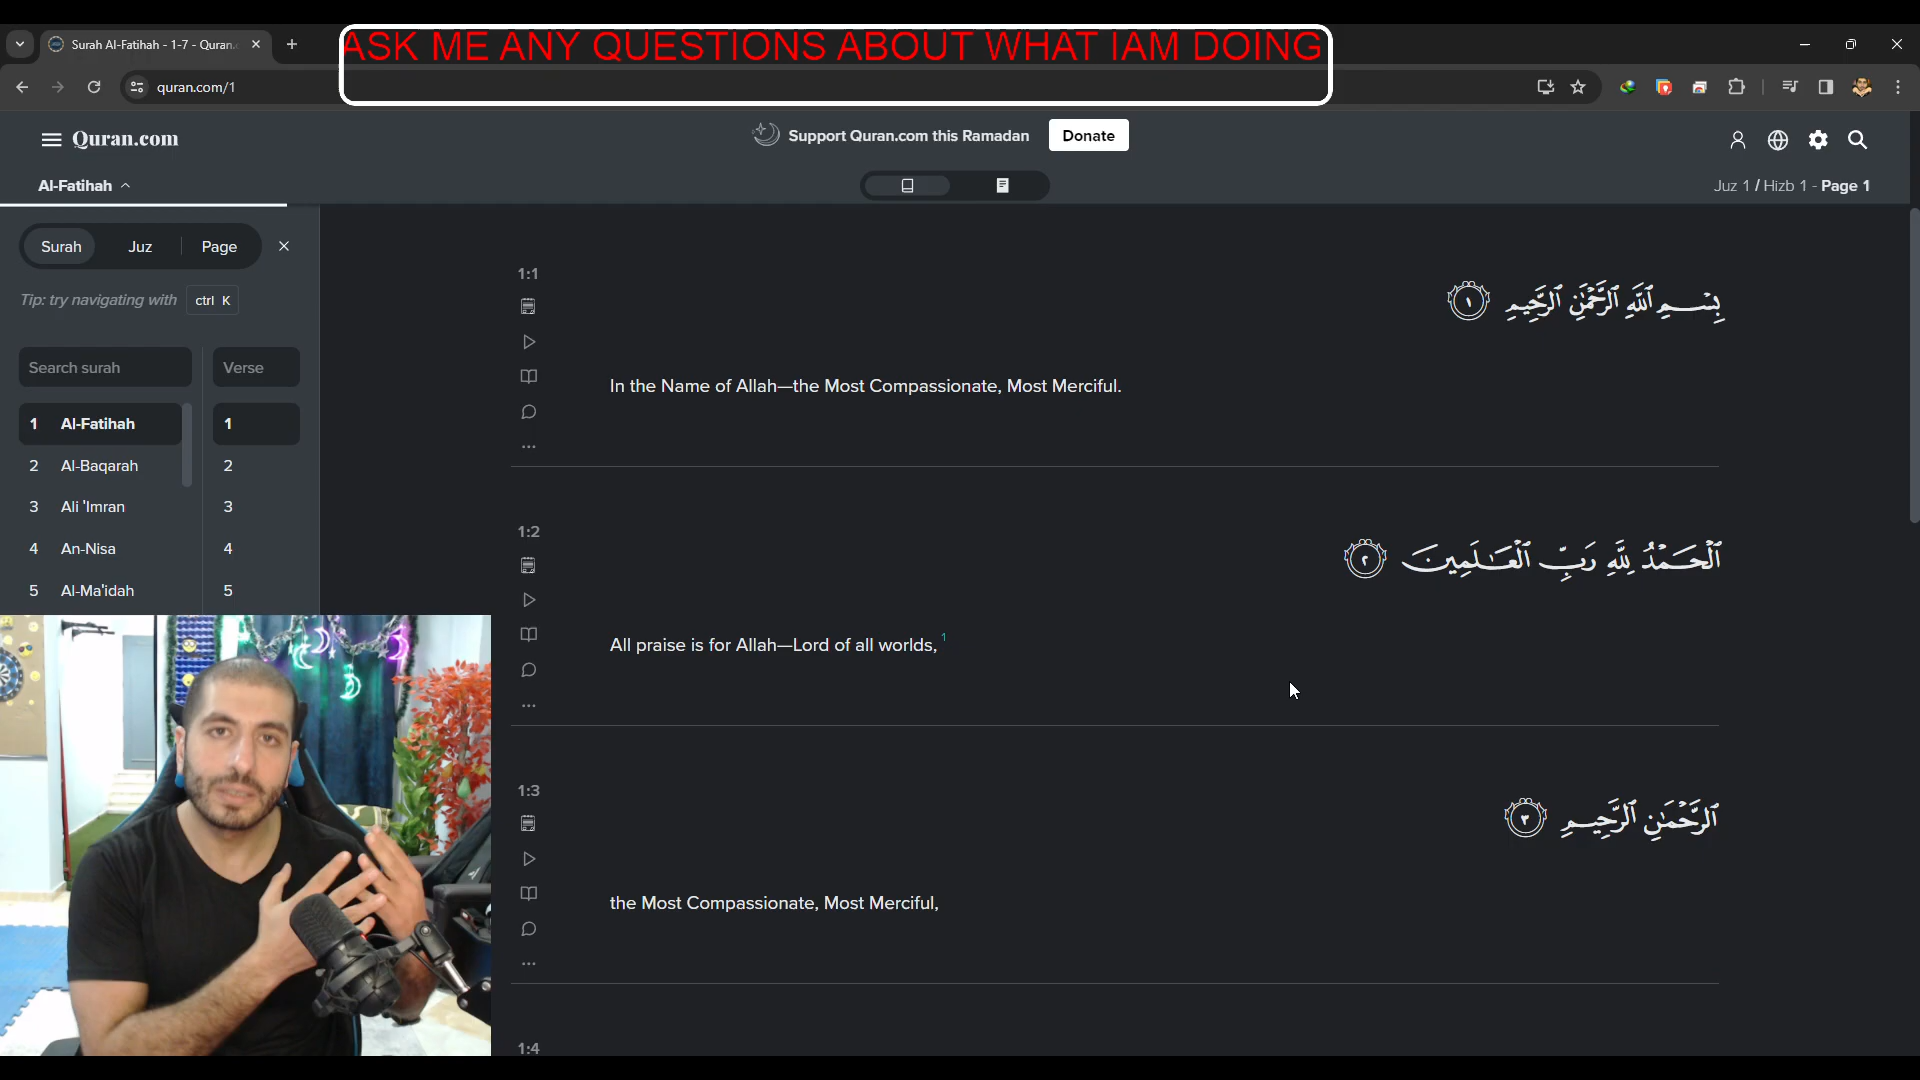 Surah Al-Fatihah - 1-7 - Quran.
ASK ME ANY QUESTIONS ABOUT WHAT IAM DOING
quran.com/1
Quran.com
Support Quran.com this Ramadan
Donate
Al-Fatihah
Juz 1 / Hizb 1 - Page 1
Surah
Juz
Page
Tip: try navigating with ctrl K
Search surah
Verse
1 Al-Fatihah
2 Al-Baqarah
3 Ali 'Imran
4 An-Nisa
5 Al-Ma'idah
1
2
3
4
5
1:1
بِسْمِ ٱللَّهِ ٱلرَّحْمَـٰنِ ٱلرَّحِيمِ ١
In the Name of Allah—the Most Compassionate, Most Merciful.
1:2
ٱلْحَمْدُ لِلَّهِ رَبِّ ٱلْعَـٰلَمِينَ ٢
All praise is for Allah—Lord of all worlds, 1
1:3
ٱلرَّحْمَـٰنِ ٱلرَّحِيمِ ٣
the Most Compassionate, Most Merciful,
1:4